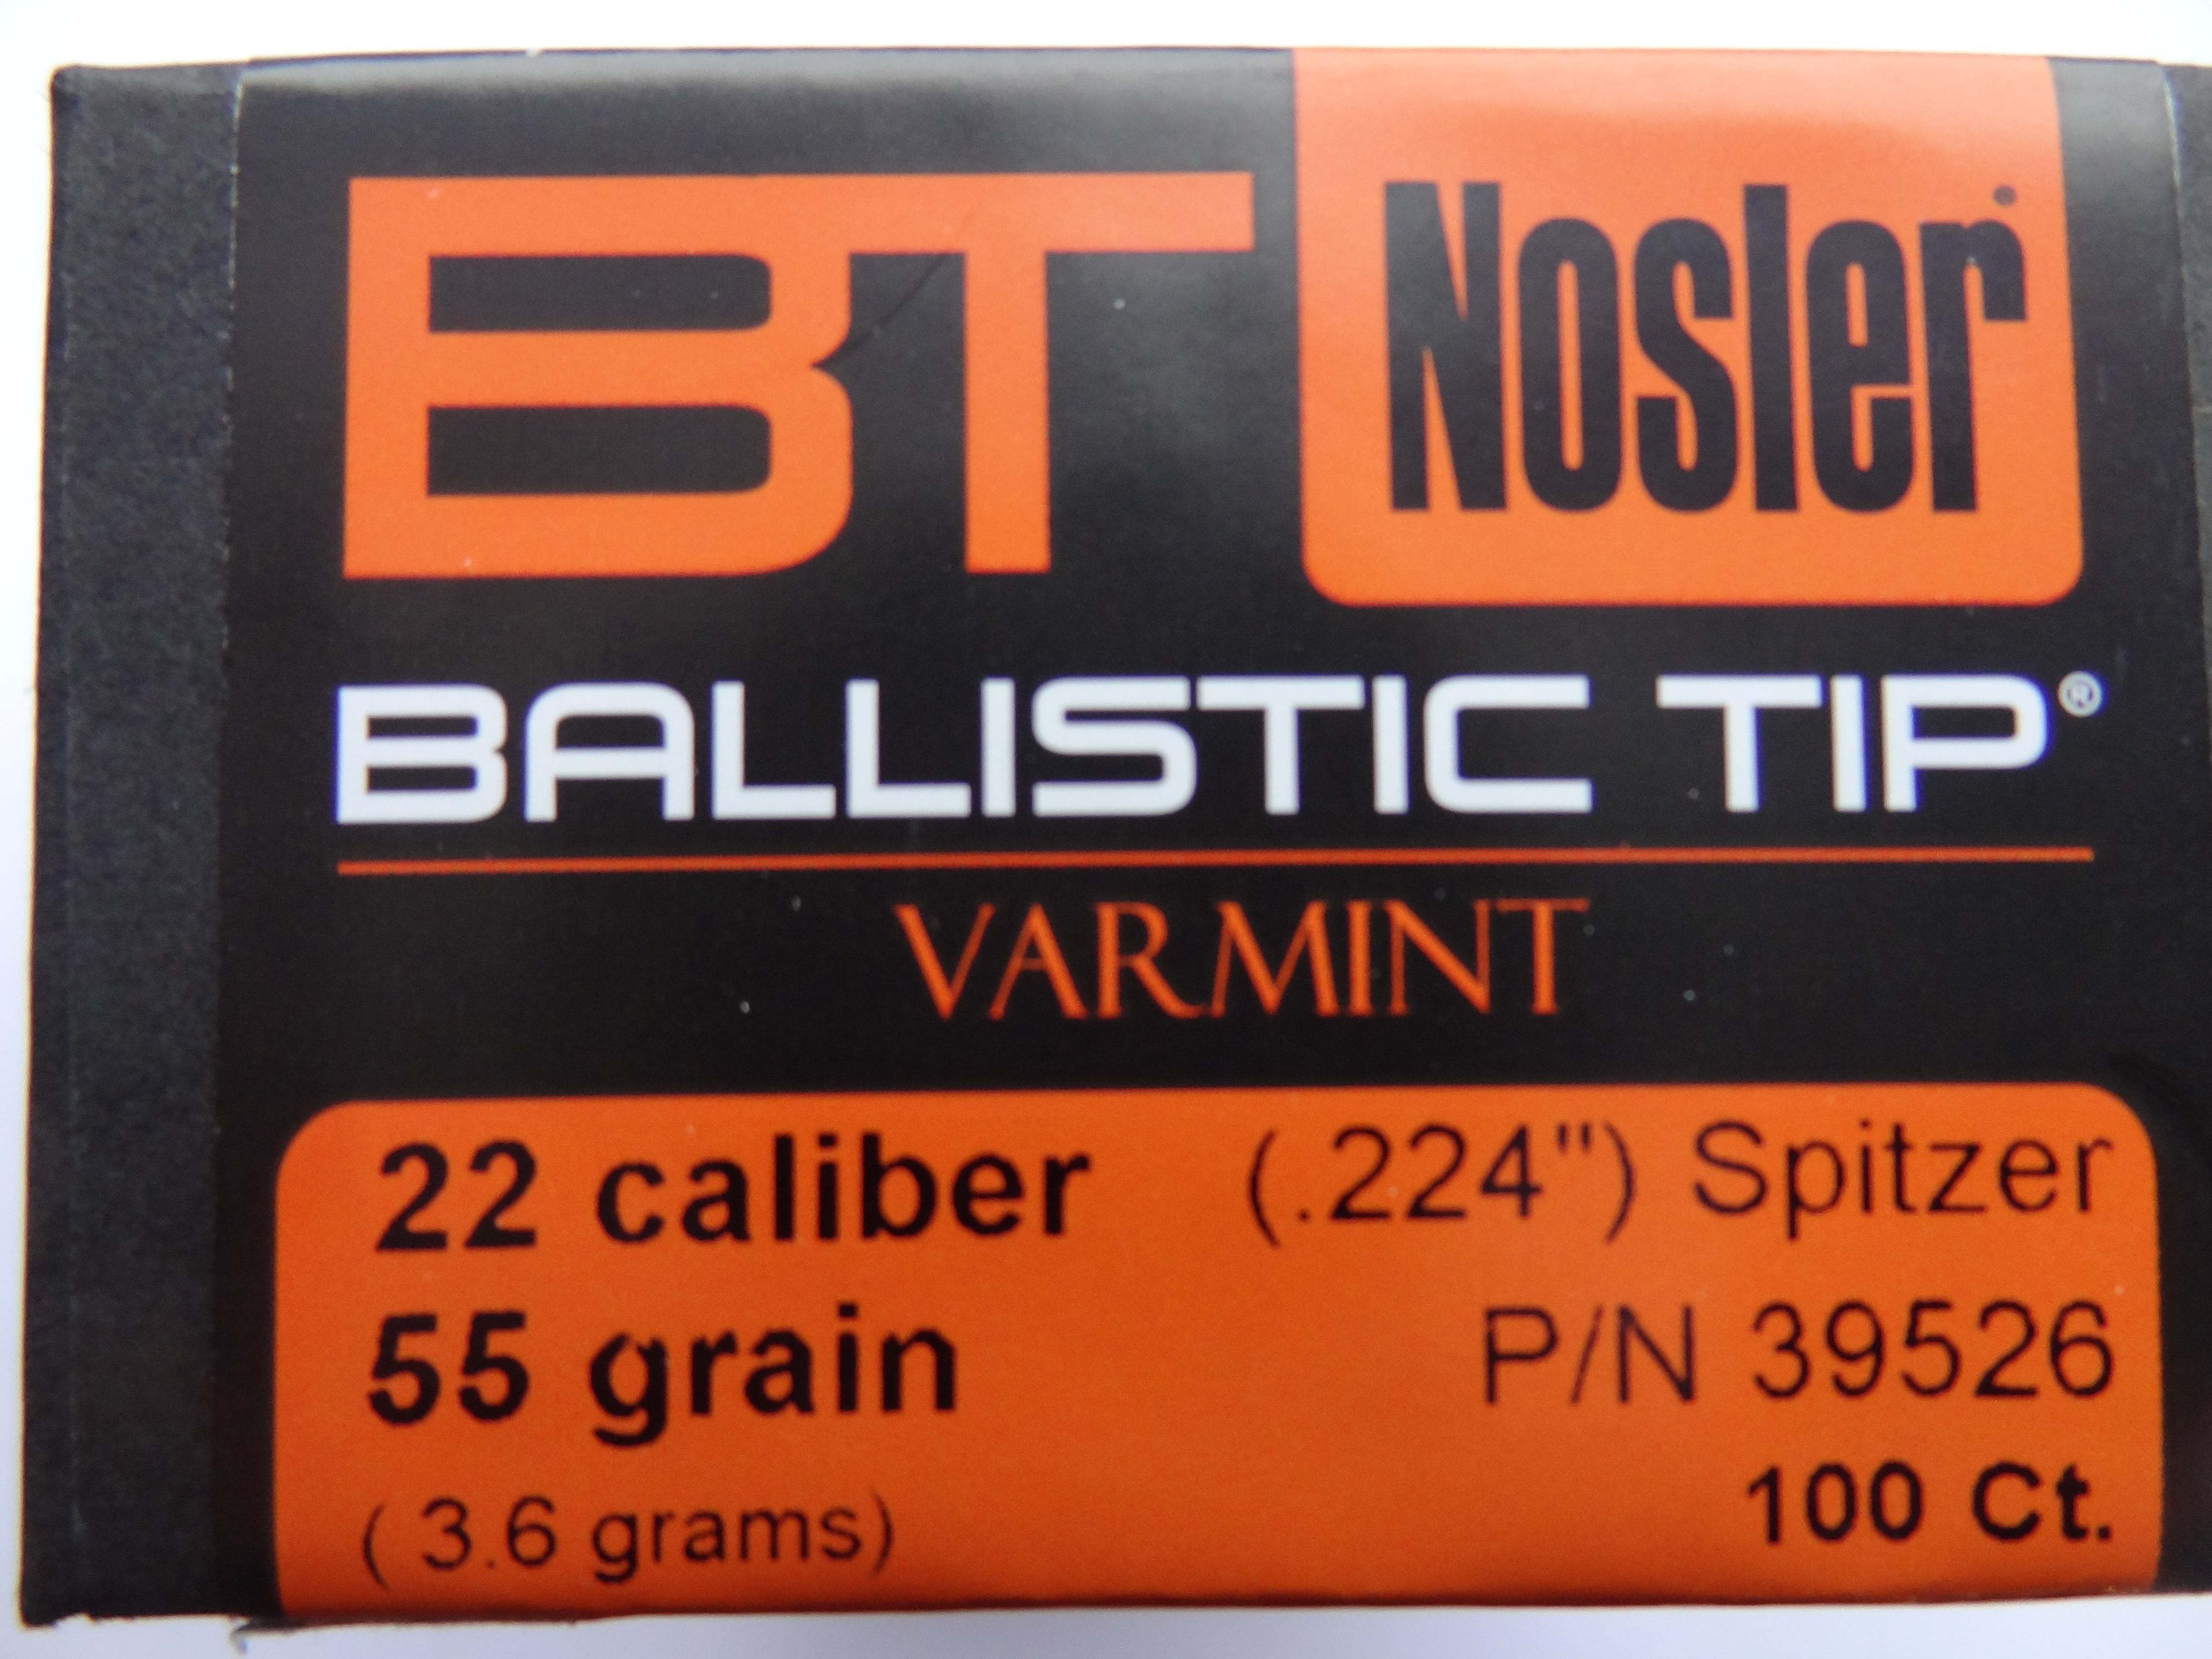 BT Nosler®
BALLISTIC TIP®
VARMINT
22 caliber (.224") Spitzer
55 grain P/N 39526
( 3.6 grams) 100 Ct.